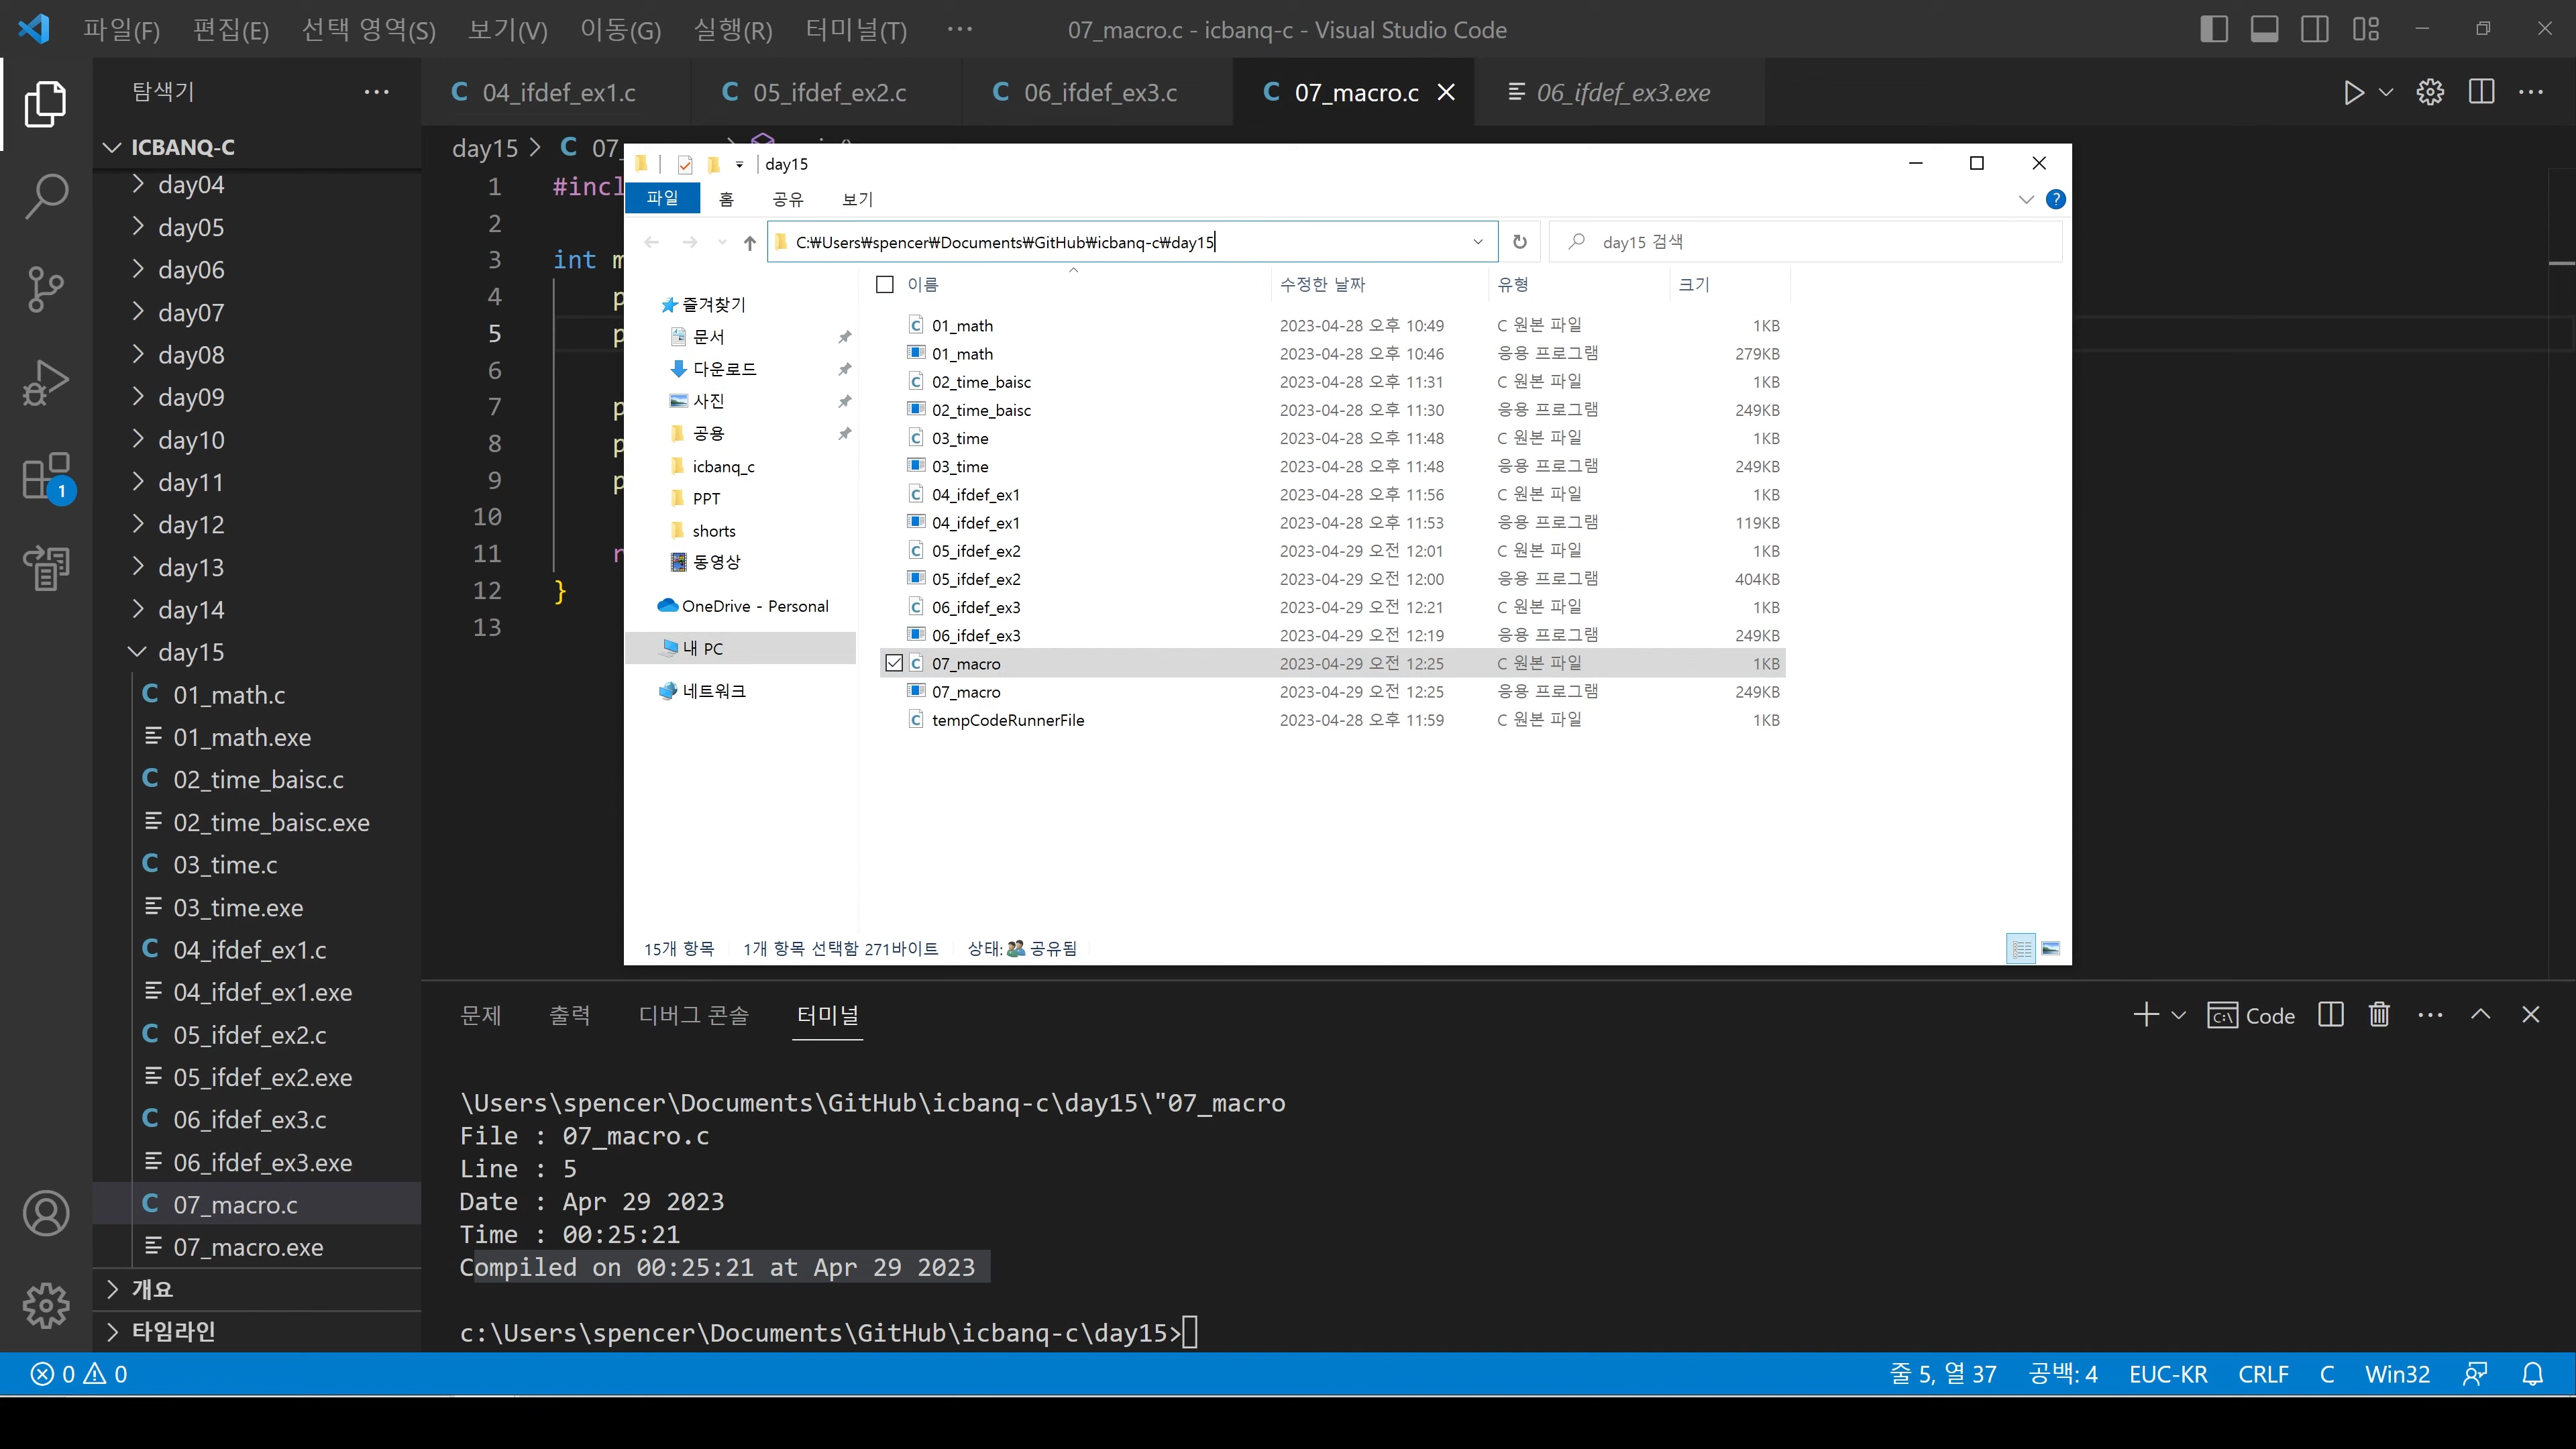 파일(F) 편집(E) 선택 영역(S) 보기(V) 이동(G) 실행(R) 터미널(T) ··· 07_macro.c - icbanq-c - Visual Studio Code
탐색기 ···
04_ifdef_ex1.c 05_ifdef_ex2.c 06_ifdef_ex3.c 07_macro.c 06_ifdef_ex3.exe
ICBANQ-C
day04
day05
day06
day07
day08
day09
day10
day11
day12
day13
day14
day15
01_math.c
01_math.exe
02_time_baisc.c
02_time_baisc.exe
03_time.c
03_time.exe
04_ifdef_ex1.c
04_ifdef_ex1.exe
05_ifdef_ex2.c
05_ifdef_ex2.exe
06_ifdef_ex3.c
06_ifdef_ex3.exe
07_macro.c
07_macro.exe
개요
타임라인
day15 > C 07_
1 #incl
2
3 int m
4 p
5 p
6
7 p
8 p
9 p
10
11 r
12 }
13
day15
파일 홈 공유 보기
C:₩Users₩spencer₩Documents₩GitHub₩icbanq-c₩day15 day15 검색
즐겨찾기
문서
다운로드
사진
공용
icbanq_c
PPT
shorts
동영상
OneDrive - Personal
내 PC
네트워크
이름 수정한 날짜 유형 크기
01_math 2023-04-28 오후 10:49 C 원본 파일 1KB
01_math 2023-04-28 오후 10:46 응용 프로그램 279KB
02_time_baisc 2023-04-28 오후 11:31 C 원본 파일 1KB
02_time_baisc 2023-04-28 오후 11:30 응용 프로그램 249KB
03_time 2023-04-28 오후 11:48 C 원본 파일 1KB
03_time 2023-04-28 오후 11:48 응용 프로그램 249KB
04_ifdef_ex1 2023-04-28 오후 11:56 C 원본 파일 1KB
04_ifdef_ex1 2023-04-28 오후 11:53 응용 프로그램 119KB
05_ifdef_ex2 2023-04-29 오전 12:01 C 원본 파일 1KB
05_ifdef_ex2 2023-04-29 오전 12:00 응용 프로그램 404KB
06_ifdef_ex3 2023-04-29 오전 12:21 C 원본 파일 1KB
06_ifdef_ex3 2023-04-29 오전 12:19 응용 프로그램 249KB
07_macro 2023-04-29 오전 12:25 C 원본 파일 1KB
07_macro 2023-04-29 오전 12:25 응용 프로그램 249KB
tempCodeRunnerFile 2023-04-28 오후 11:59 C 원본 파일 1KB
15개 항목 1개 항목 선택함 271바이트 상태: 공유됨
문제 출력 디버그 콘솔 터미널 Code
\Users\spencer\Documents\GitHub\icbanq-c\day15\"07_macro
File : 07_macro.c
Line : 5
Date : Apr 29 2023
Time : 00:25:21
Compiled on 00:25:21 at Apr 29 2023
c:\Users\spencer\Documents\GitHub\icbanq-c\day15>
0 0 줄 5, 열 37 공백: 4 EUC-KR CRLF C Win32